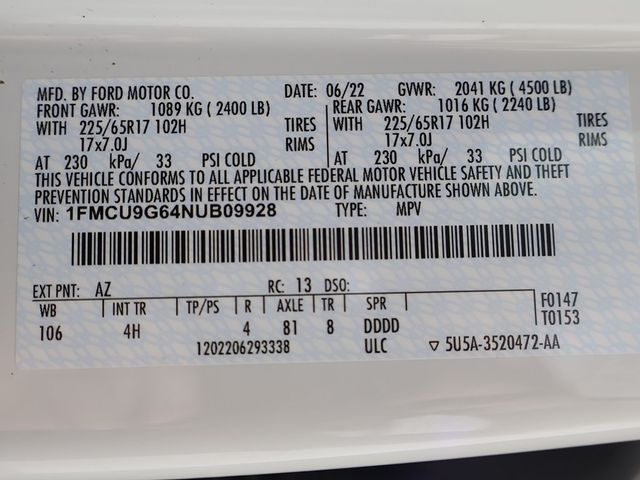 MFD. BY FORD MOTOR CO. DATE: 06/22 GVWR: 2041 KG ( 4500 LB)
FRONT GAWR: 1089 KG ( 2400 LB) REAR GAWR: 1016 KG ( 2240 LB)
WITH 225/65R17 102H TIRES WITH 225/65R17 102H TIRES
17x7.0J RIMS 17x7.0J RIMS
AT 230 kPa/ 33 PSI COLD AT 230 kPa/ 33 PSI COLD
THIS VEHICLE CONFORMS TO ALL APPLICABLE FEDERAL MOTOR VEHICLE SAFETY AND THEFT
PREVENTION STANDARDS IN EFFECT ON THE DATE OF MANUFACTURE SHOWN ABOVE.
VIN: 1FMCU9G64NUB09928 TYPE: MPV
EXT PNT: AZ RC: 13 DSO:
WB INT TR TP/PS R AXLE TR SPR F0147
106 4H 4 81 8 DDDD T0153
1202206293338 ULC ▽ 5U5A-3520472-AA